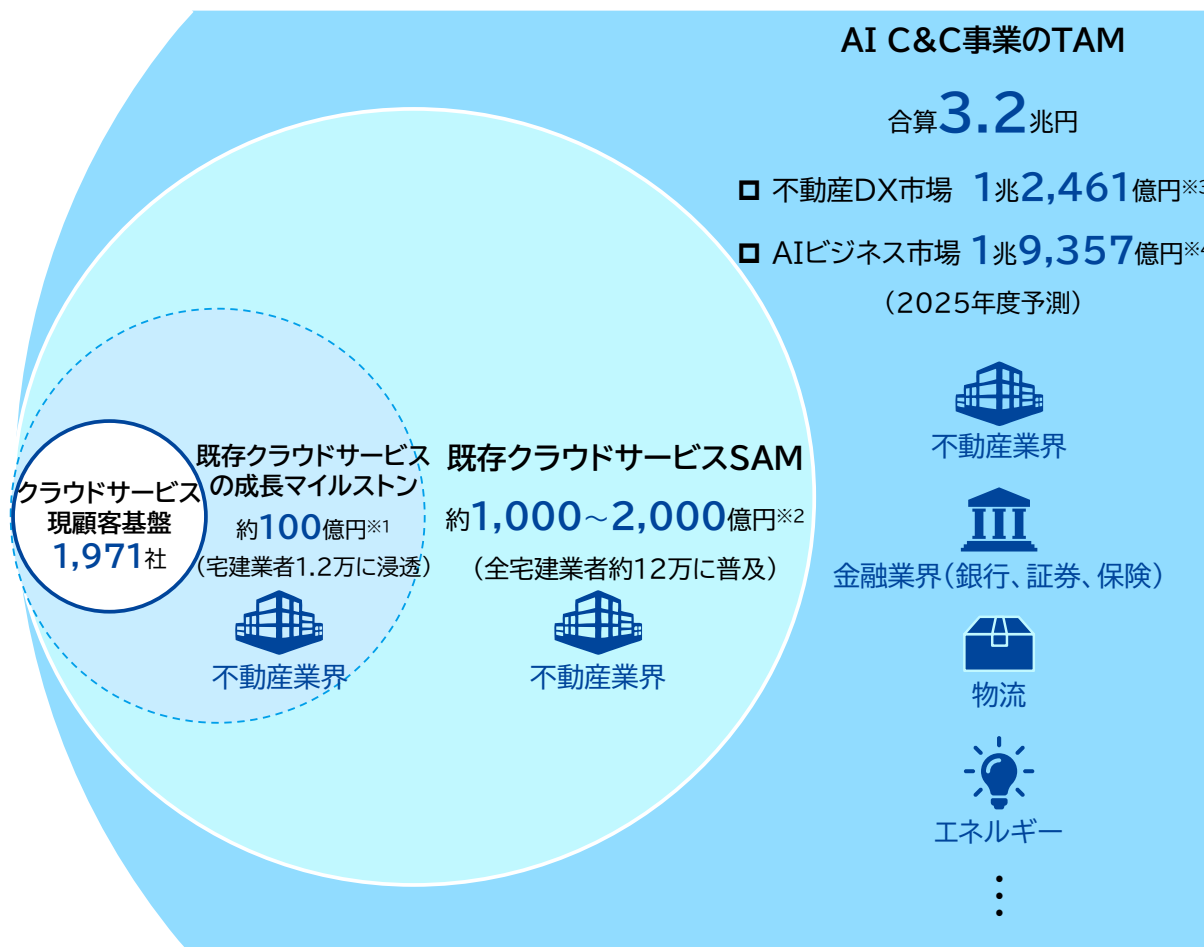 AI C&C事業のTAM
合算3.2兆円
不動産DX市場 1兆2,461億円※3
AIビジネス市場 1兆9,357億円※4
（2025年度予測）
不動産業界
金融業界（銀行、証券、保険）
物流
エネルギー
クラウドサービス
現顧客基盤
1,971社
既存クラウドサービス
の成長マイルストン
約100億円※1
（宅建業者1.2万に浸透）
不動産業界
既存クラウドサービスSAM
約1,000～2,000億円※2
（全宅建業者約12万に普及）
不動産業界